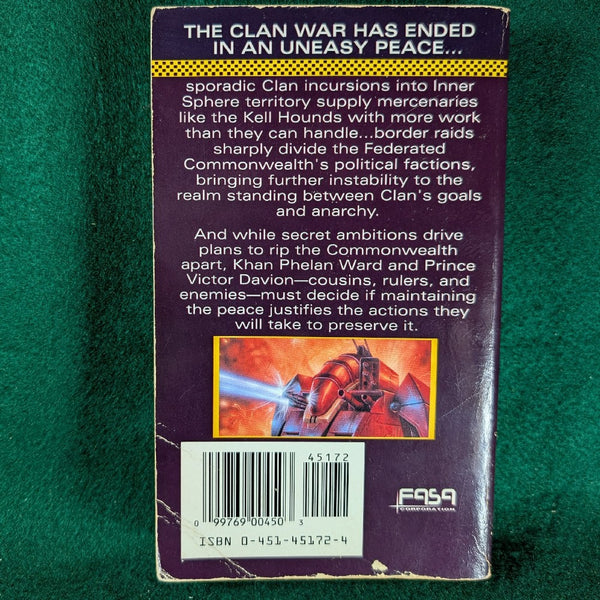 THE CLAN WAR HAS ENDED
IN AN UNEASY PEACE...
sporadic Clan incursions into Inner
Sphere territory supply mercenaries
like the Kell Hounds with more work
than they can handle...border raids
sharply divide the Federated
Commonwealth's political factions,
bringing further instability to the
realm standing between Clan's goals
and anarchy.
And while secret ambitions drive
plans to rip the Commonwealth
apart, Khan Phelan Ward and Prince
Victor Davion—cousins, rulers, and
enemies—must decide if maintaining
the peace justifies the actions they
will take to preserve it.
45172
0 99769 00450 3
ISBN 0-451-45172-4
FASA
CORPORATION